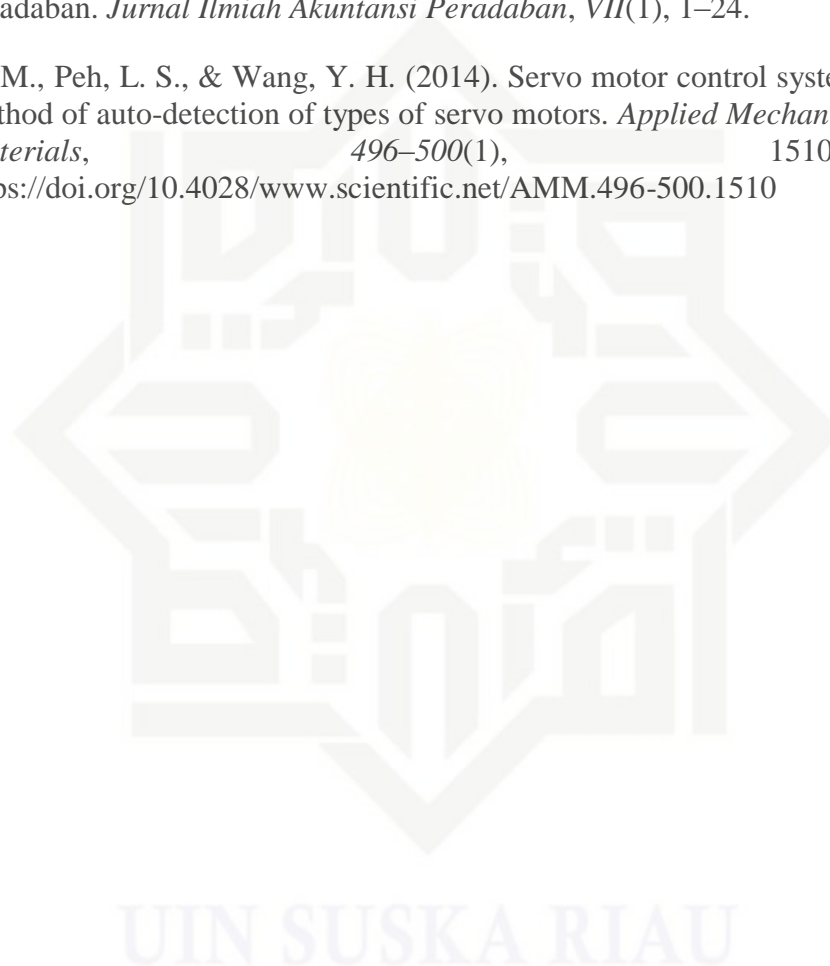 adaban. Jurnal Ilmiah Akuntansi Peradaban, VII(1), 1–24.
M., Peh, L. S., & Wang, Y. H. (2014). Servo motor control syste
thod of auto-detection of types of servo motors. Applied Mechan
terials, 496–500(1), 1510
ps://doi.org/10.4028/www.scientific.net/AMM.496-500.1510
UIN SUSKA RIAU